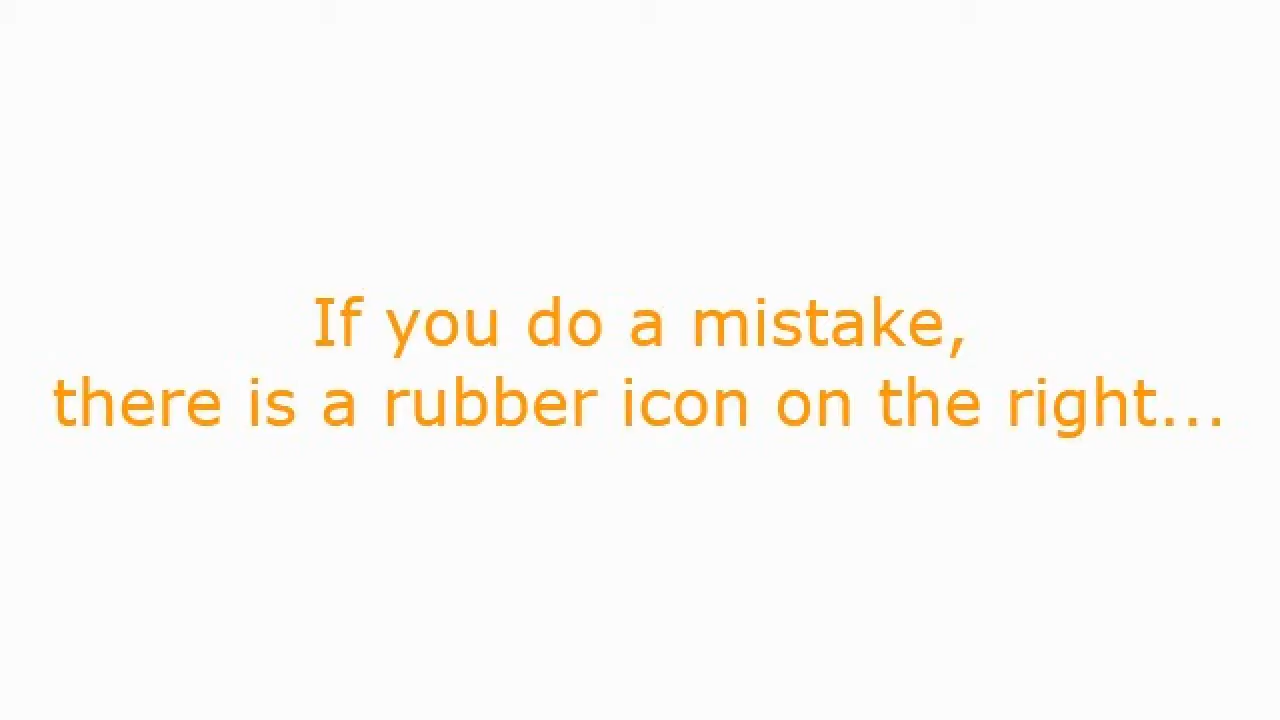 If you do a mistake,
there is a rubber icon on the right...